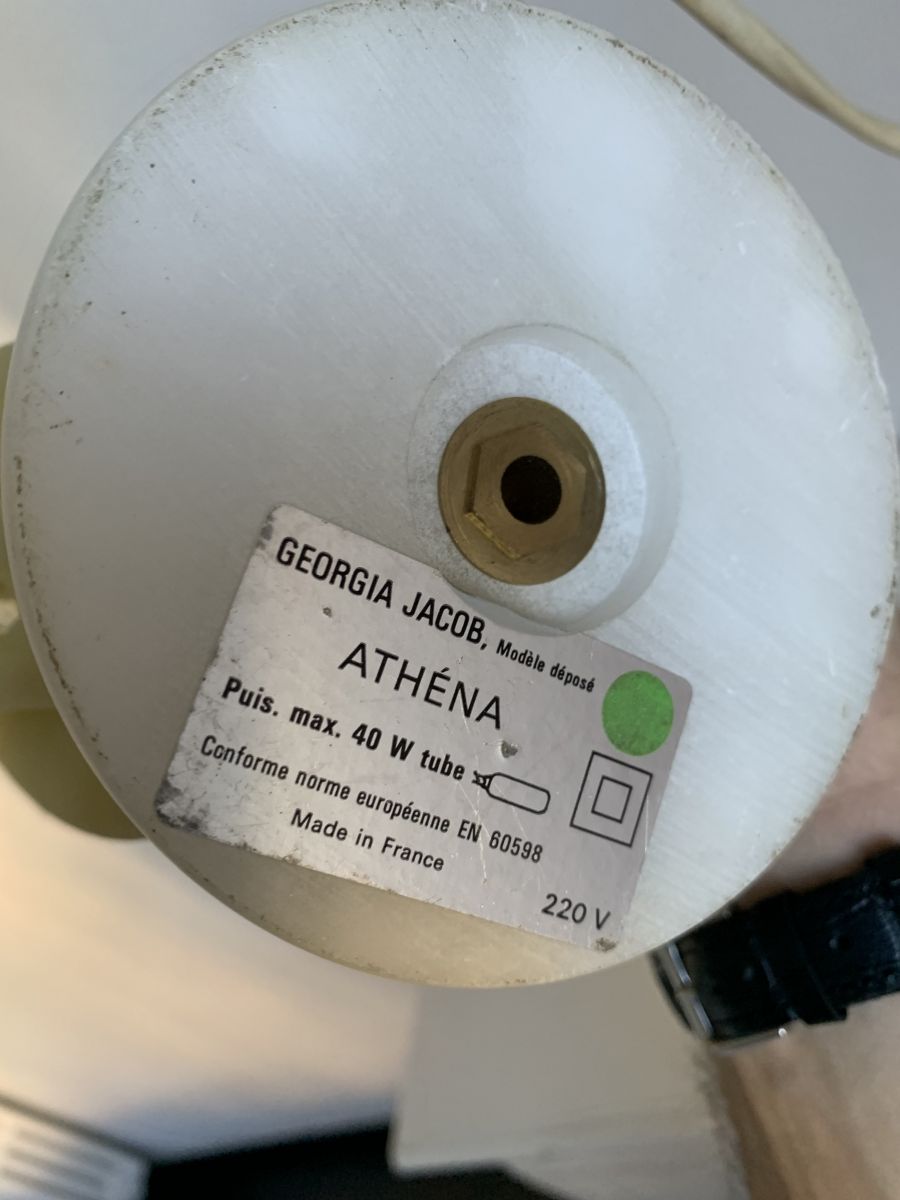 GEORGIA JACOB, Modèle déposé
ATHÉNA
Puis. max. 40 W tube
Conforme norme européenne EN 60598
Made in France
220 V